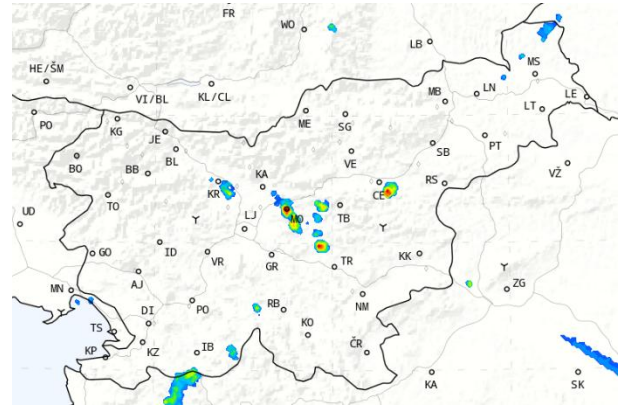 FR
WO
LB
HE/ŠM
VI/BL
KL/CL
MS
LN
MB
LE
PO
KG
ME
SG
LT
JE
BL
VE
SB
PT
BO
BB
KR
KA
CE
RS
VŽ
TO
MO
TB
UD
LJ
GO
ID
VR
GR
TR
KK
AJ
MN
ZG
PO
RB
NM
TS
DI
KO
KP
KZ
IB
ČR
KA
SK